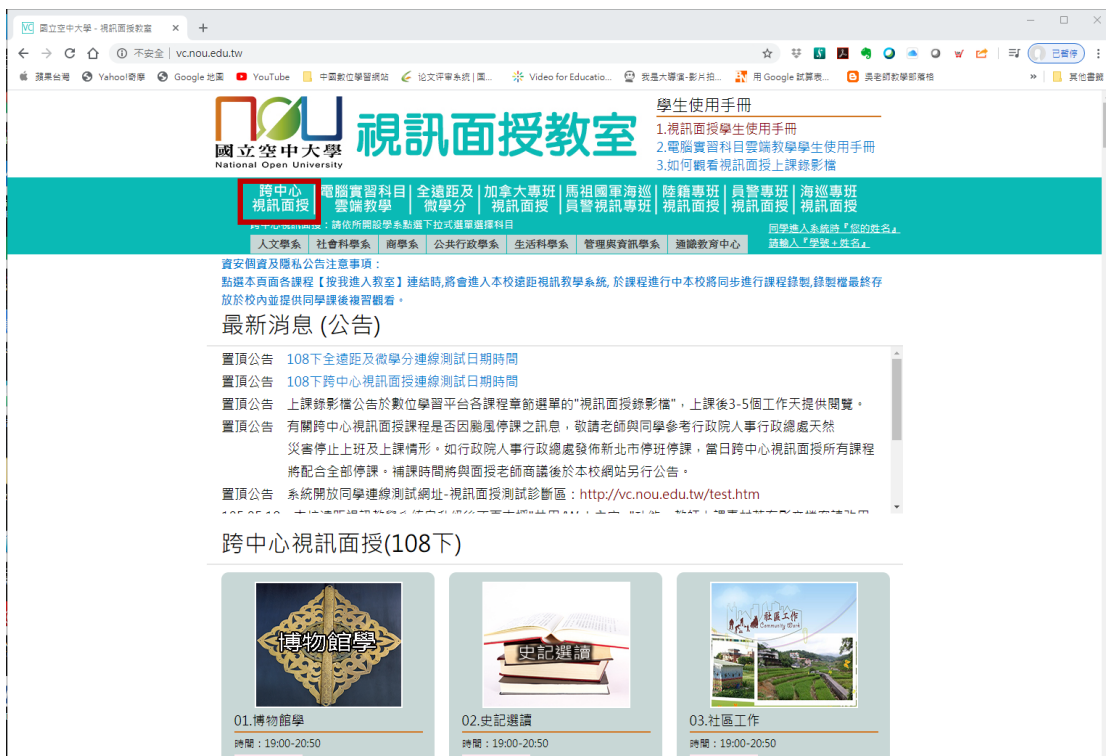 國立空中大學 - 視訊面授教室
不安全 | vc.nou.edu.tw
已暫停
蘋果台灣 Yahoo!奇摩 Google 地圖 YouTube 中國數位學習網站 论文评审系统 | 國... Video for Educatio... 我是大導演-影片拍... 用 Google 試算表... 吳老師教學部落格 » 其他書籤
NOU
國立空中大學
National Open University
視訊面授教室
學生使用手冊
1.視訊面授學生使用手冊
2.電腦實習科目雲端教學學生使用手冊
3.如何觀看視訊面授上課錄影檔
跨中心視訊面授 | 電腦實習科目雲端教學 | 全遠距及微學分 | 加拿大專班視訊面授 | 馬祖國軍海巡員警視訊專班 | 陸籍專班視訊面授 | 員警專班視訊面授 | 海巡專班視訊面授
跨中心視訊面授：請依所開設學系點選下拉式選單選擇科目
同學進入系統時『您的姓名』
請輸入『學號+姓名』
人文學系 社會科學系 商學系 公共行政學系 生活科學系 管理與資訊學系 通識教育中心
資安個資及隱私公告注意事項：
點選本頁面各課程【按我進入教室】連結時,將會進入本校遠距視訊教學系統, 於課程進行中本校將同步進行課程錄製,錄製檔最終存
放於校內並提供同學課後複習觀看。
最新消息 (公告)
置頂公告 108下全遠距及微學分連線測試日期時間
置頂公告 108下跨中心視訊面授連線測試日期時間
置頂公告 上課錄影檔公告於數位學習平台各課程章節選單的"視訊面授錄影檔"，上課後3-5個工作天提供閱覽。
置頂公告 有關跨中心視訊面授課程是否因颱風停課之訊息，敬請老師與同學參考行政院人事行政總處天然
災害停止上班及上課情形。如行政院人事行政總處發佈新北市停班停課，當日跨中心視訊面授所有課程
將配合全部停課。補課時間將與面授老師商議後於本校網站另行公告。
置頂公告 系統開放同學連線測試網址-視訊面授測試診斷區：http://vc.nou.edu.tw/test.htm
跨中心視訊面授(108下)
博物館學
史記選讀
社區工作
Community Work
01.博物館學
02.史記選讀
03.社區工作
時間：19:00-20:50
時間：19:00-20:50
時間：19:00-20:50